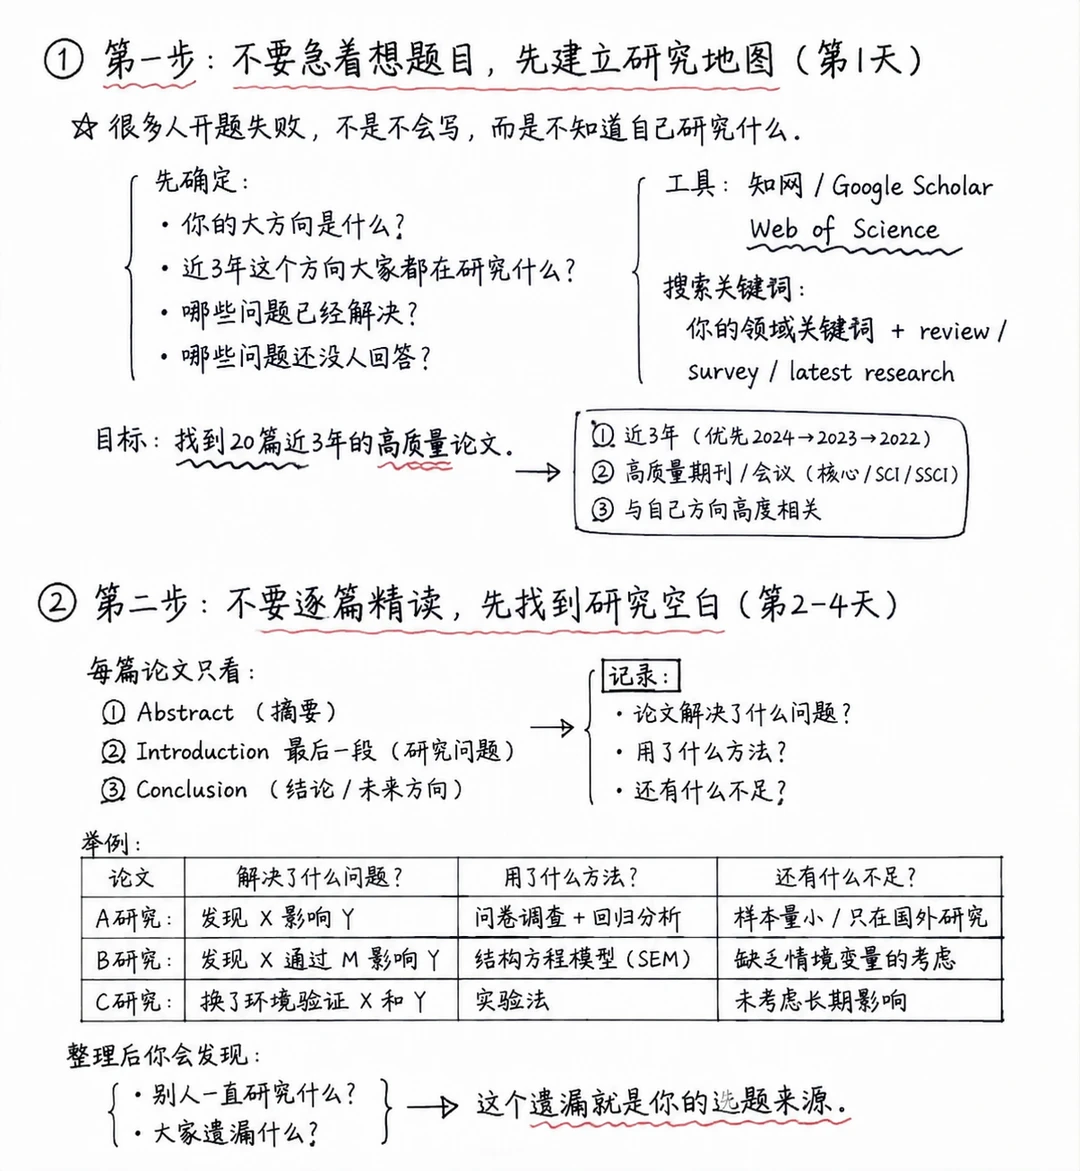 ① 第一步：不要急着想题目，先建立研究地图（第1天）
☆ 很多人开题失败，不是不会写，而是不知道自己研究什么.
先确定：
· 你的大方向是什么？
· 近3年这个方向大家都在研究什么？
· 哪些问题已经解决？
· 哪些问题还没人回答？
工具：知网 / Google Scholar
Web of Science
搜索关键词：
你的领域关键词 + review /
survey / latest research
目标：找到20篇近3年的高质量论文.
→
① 近3年（优先2024→2023→2022）
② 高质量期刊 / 会议（核心 / SCI / SSCI）
③ 与自己方向高度相关
② 第二步：不要逐篇精读，先找到研究空白（第2-4天）
每篇论文只看：
① Abstract （摘要）
② Introduction 最后一段（研究问题）
③ Conclusion （结论 / 未来方向）
→
记录：
· 论文解决了什么问题？
· 用了什么方法？
· 还有什么不足？
举例：
论文 解决了什么问题？ 用了什么方法？ 还有什么不足？
A研究： 发现 X 影响 Y 问卷调查 + 回归分析 样本量小 / 只在国外研究
B研究： 发现 X 通过 M 影响 Y 结构方程模型（SEM） 缺乏情境变量的考虑
C研究： 换了环境验证 X 和 Y 实验法 未考虑长期影响
整理后你会发现：
· 别人一直研究什么？
· 大家遗漏什么？
→ 这个遗漏就是你的选题来源.